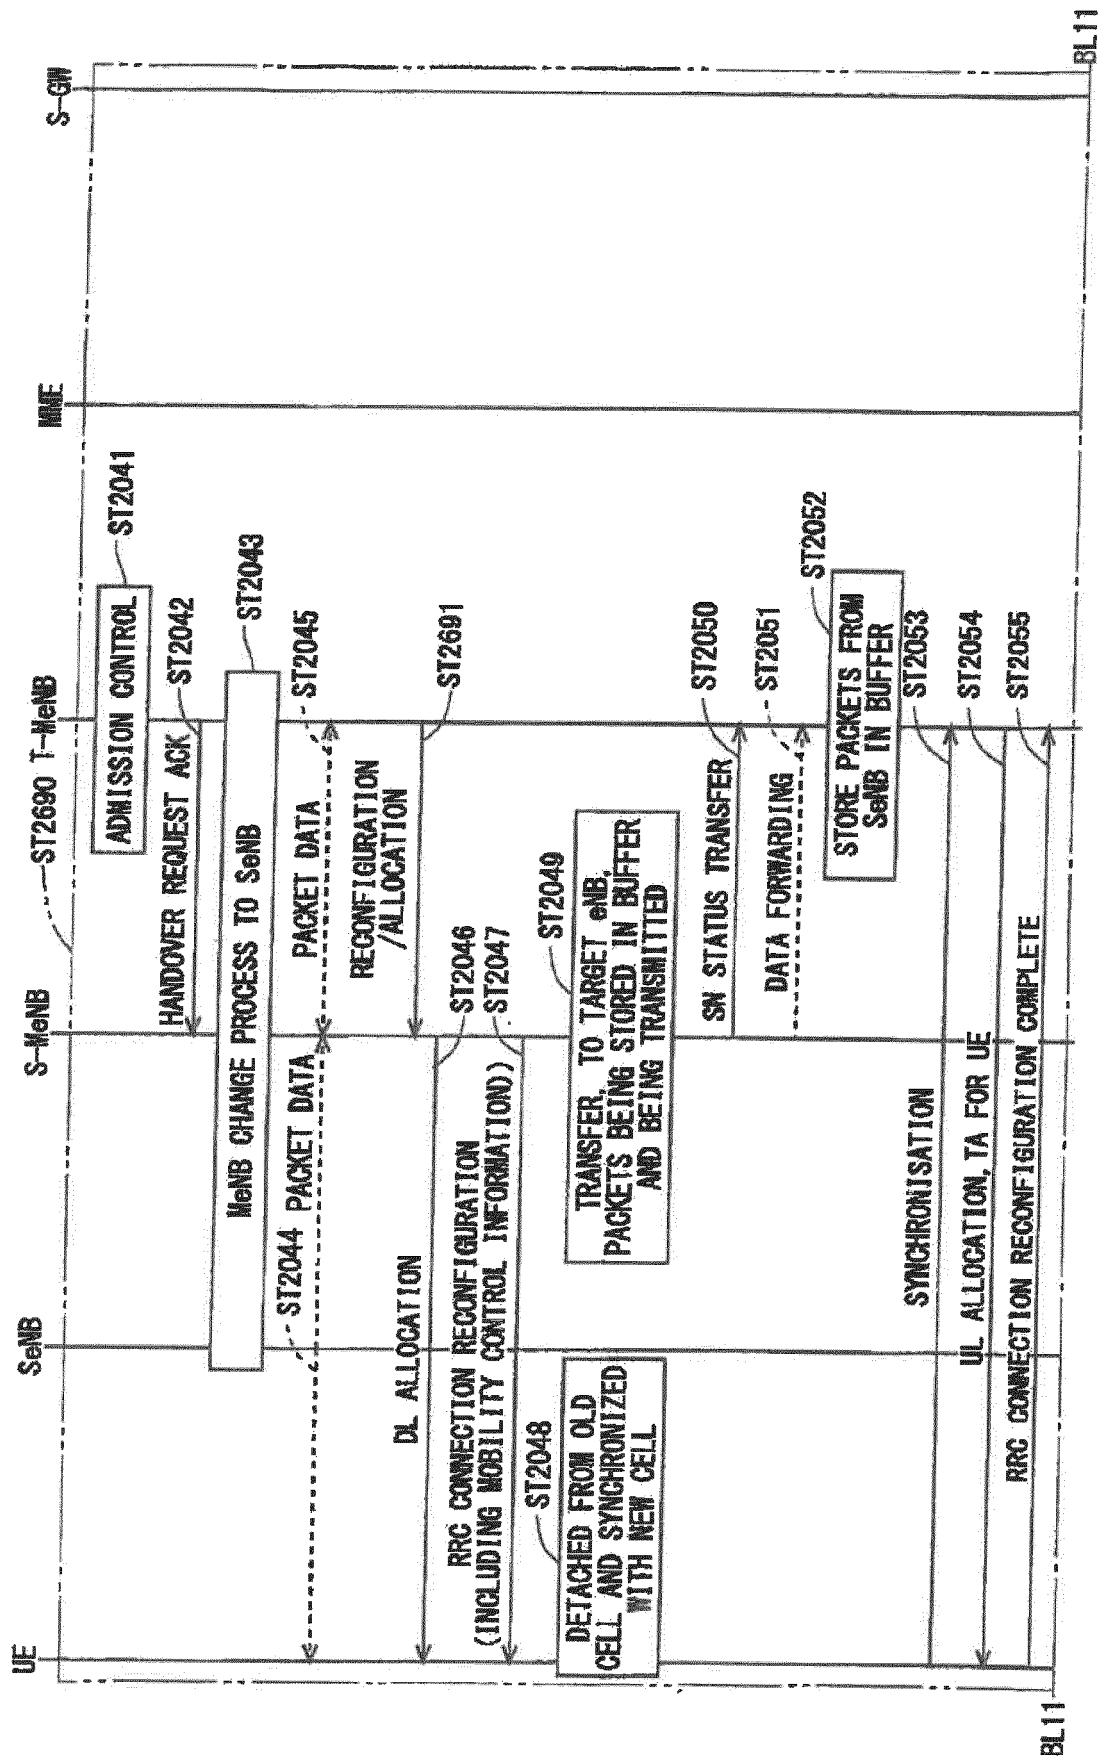 UE
SeNB
S-MeNB
ST2690 T-MeNB
MME
S-GW
ADMISSION CONTROL
ST2041
HANDOVER REQUEST ACK
ST2042
MeNB CHANGE PROCESS TO SeNB
ST2043
ST2044 PACKET DATA
PACKET DATA
ST2045
RECONFIGURATION
/ALLOCATION
ST2691
DL ALLOCATION
ST2046
RRC CONNECTION RECONFIGURATION
(INCLUDING MOBILITY CONTROL INFORMATION))
ST2047
ST2048
DETACHED FROM OLD
CELL AND SYNCHRONIZED
WITH NEW CELL
ST2049
TRANSFER, TO TARGET eNB,
PACKETS BEING STORED IN BUFFER
AND BEING TRANSMITTED
SN STATUS TRANSFER
ST2050
DATA FORWARDING
ST2051
ST2052
STORE PACKETS FROM
SeNB IN BUFFER
SYNCHRONISATION
ST2053
UL ALLOCATION, TA FOR UE
ST2054
RRC CONNECTION RECONFIGURATION COMPLETE
ST2055
BL11
BL11